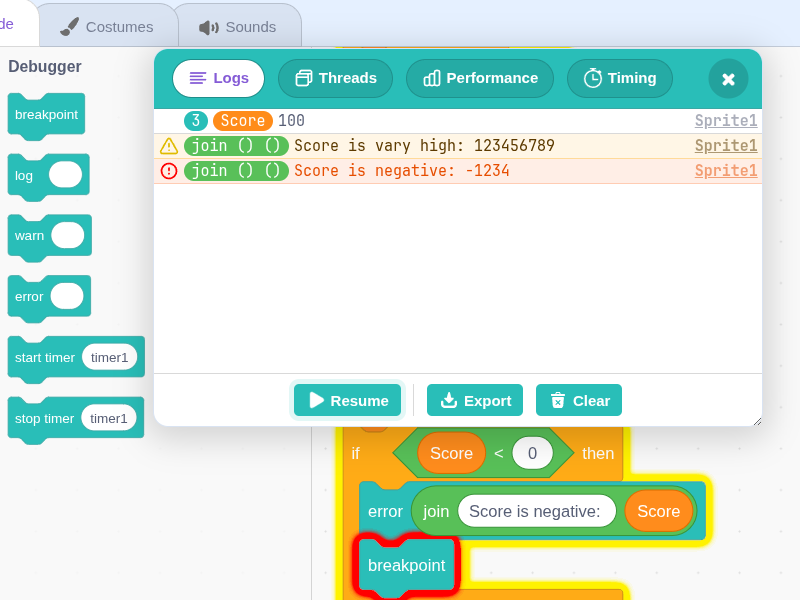 de
Costumes
Sounds
Debugger
breakpoint
log
warn
error
start timer timer1
stop timer timer1
Logs
Threads
Performance
Timing
3 Score 100 Sprite1
join () () Score is vary high: 123456789 Sprite1
join () () Score is negative: -1234 Sprite1
Resume
Export
Clear
if Score < 0 then
error join Score is negative: Score
breakpoint